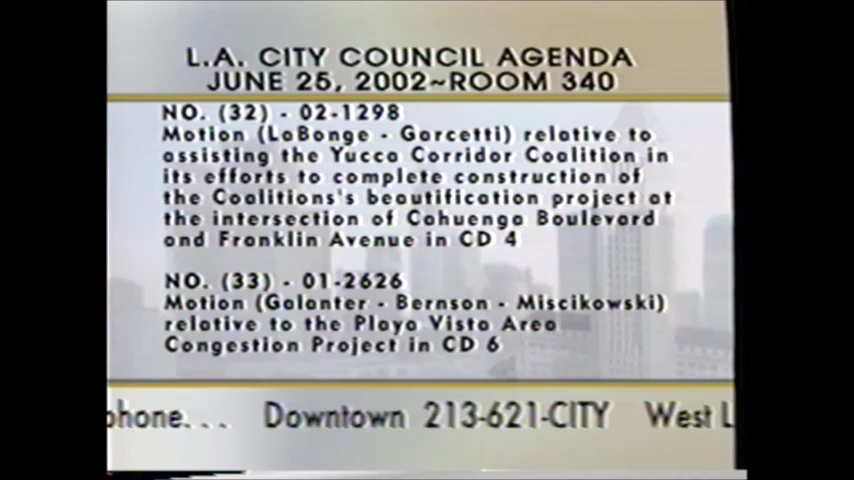 L.A. CITY COUNCIL AGENDA
JUNE 25, 2002~ROOM 340
NO. (32) - 02-1298
Motion (LaBonge - Garcetti) relative to
assisting the Yucca Corridor Coalition in
its efforts to complete construction of
the Coalitions's beautification project at
the intersection of Cahuenga Boulevard
and Franklin Avenue in CD 4
NO. (33) - 01-2626
Motion (Galanter - Bernson - Miscikowski)
relative to the Playa Vista Area
Congestion Project in CD 6
phone... Downtown 213-621-CITY West L